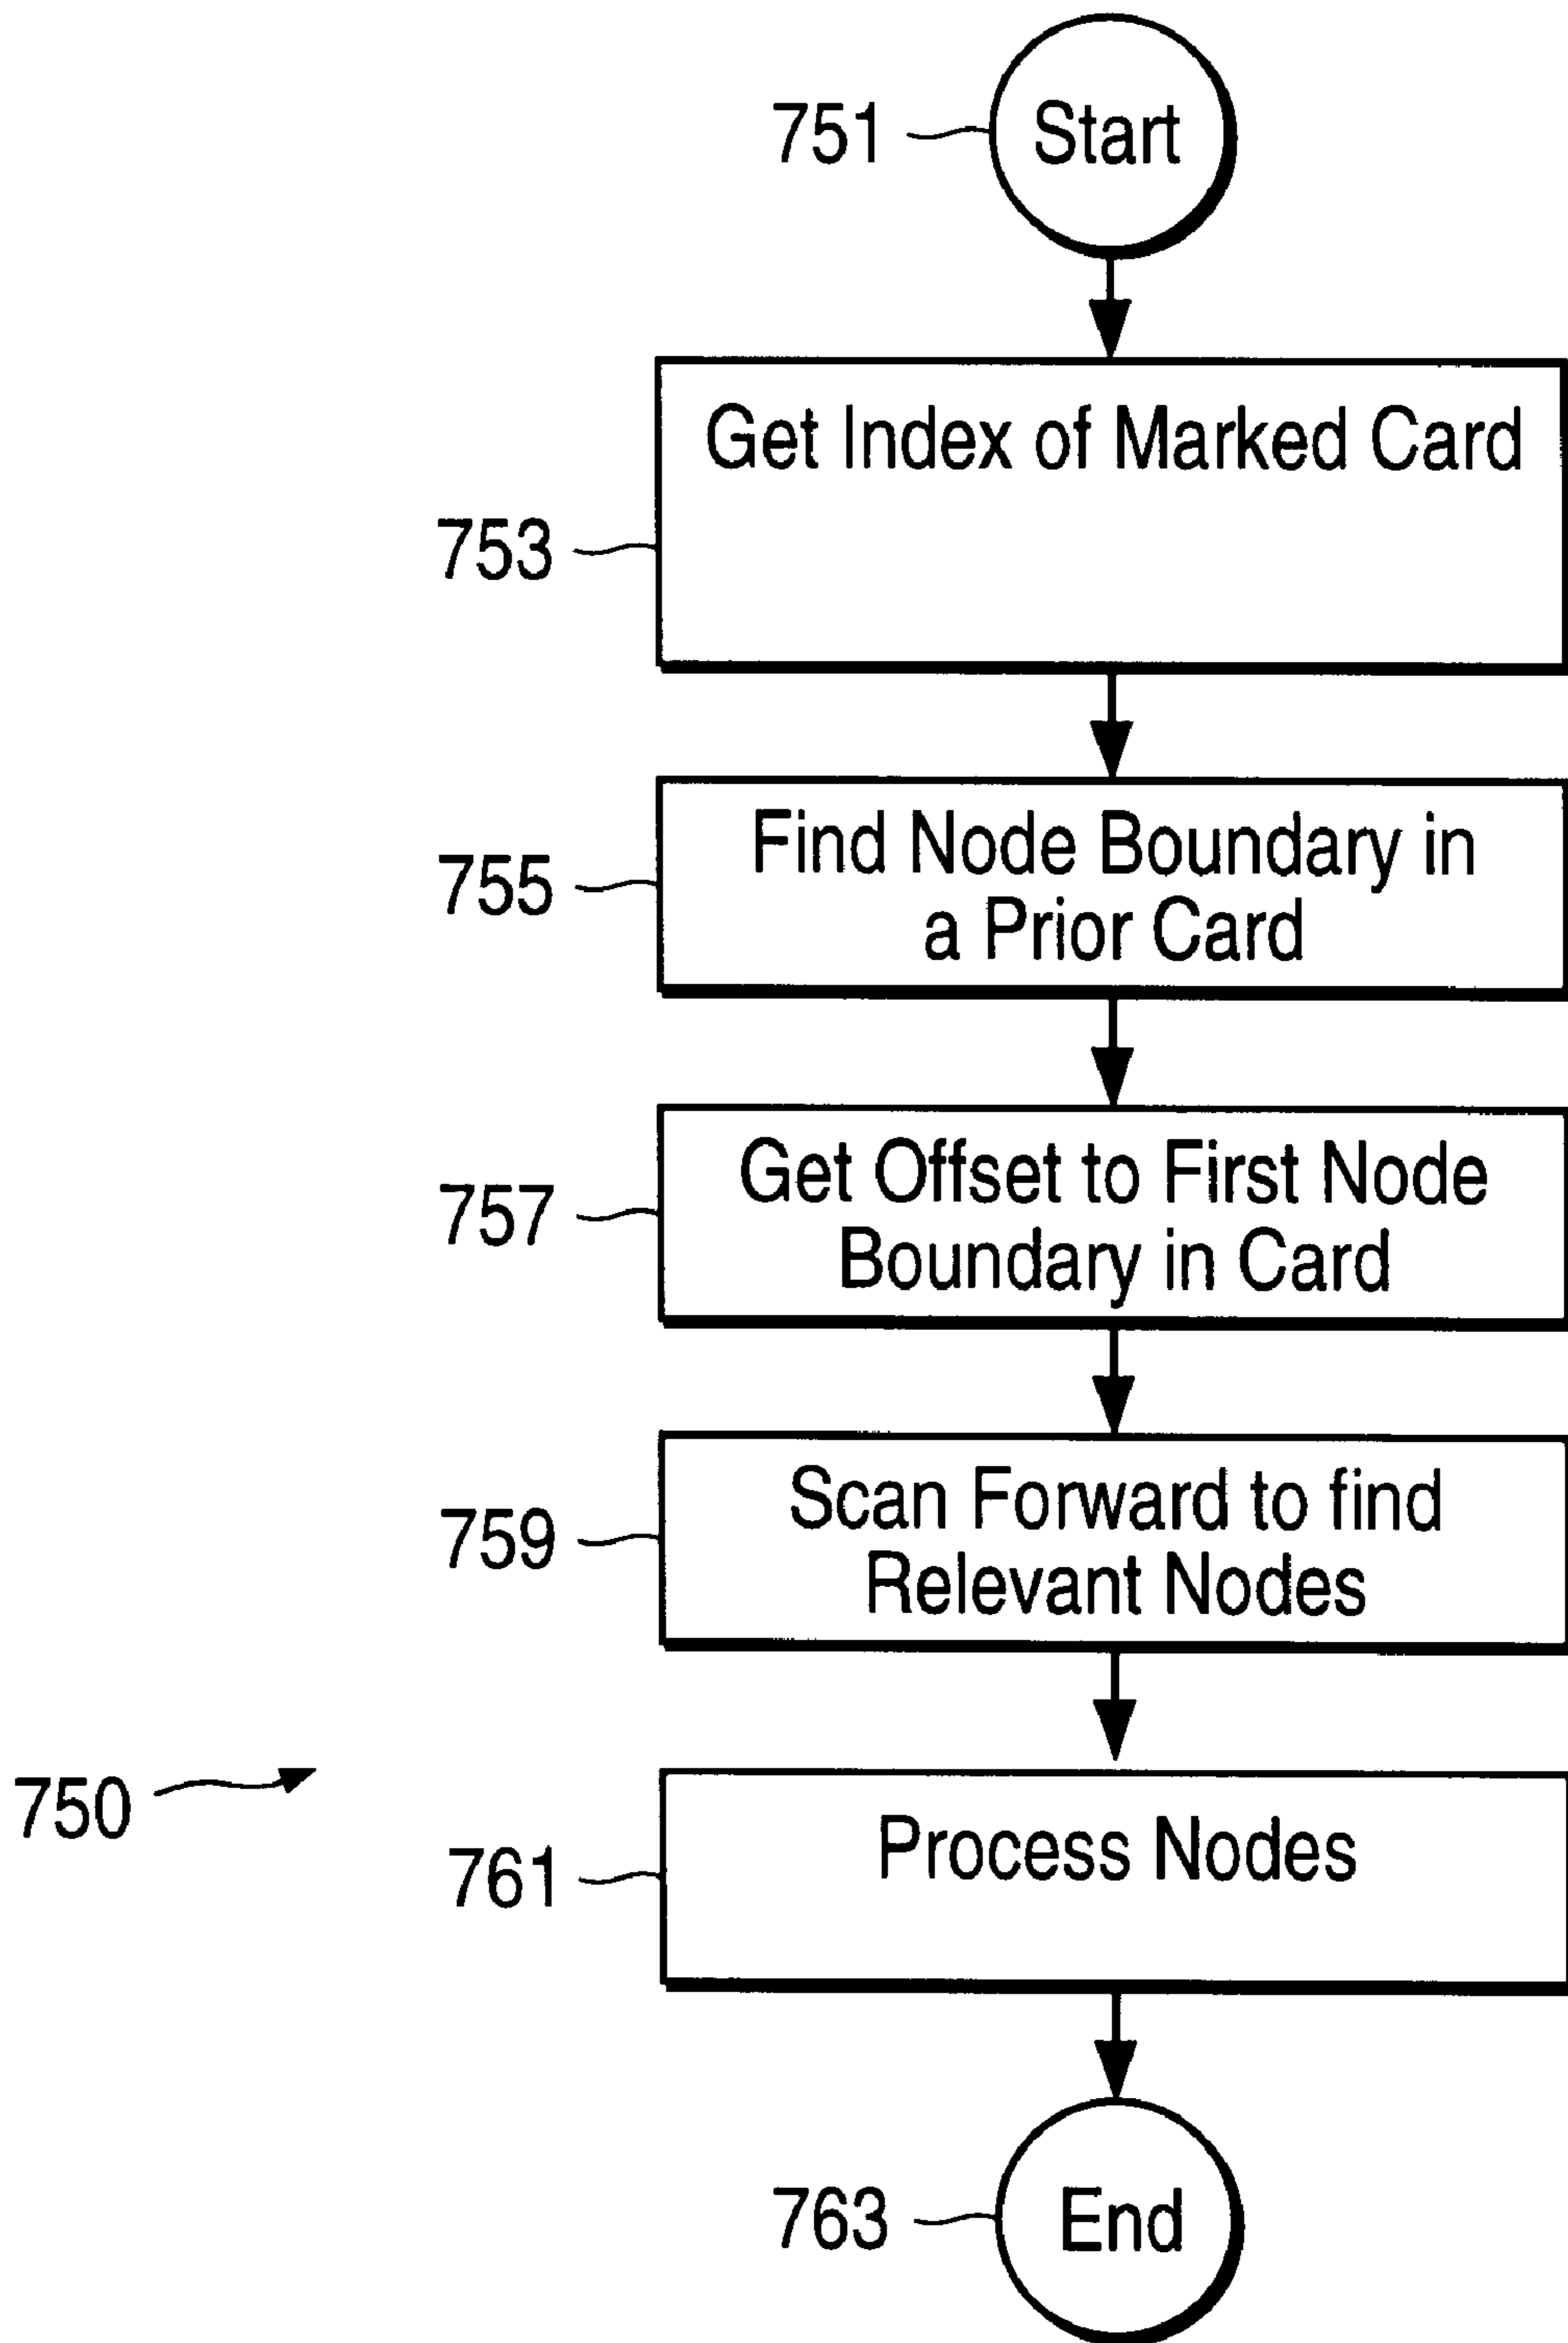 751
Start
Get Index of Marked Card
753
Find Node Boundary in
755
a Prior Card
Get Offset to First Node
757
Boundary in Card
Scan Forward to find
759
Relevant Nodes
750
Process Nodes
761
763
End